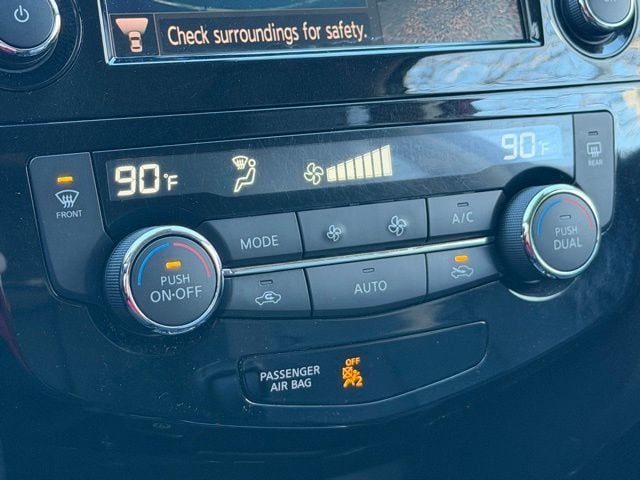 Check surroundings for safety.
90°F
90°F
FRONT
REAR
MODE
A/C
PUSH
ON·OFF
AUTO
PUSH
DUAL
PASSENGER
AIR BAG
OFF
2